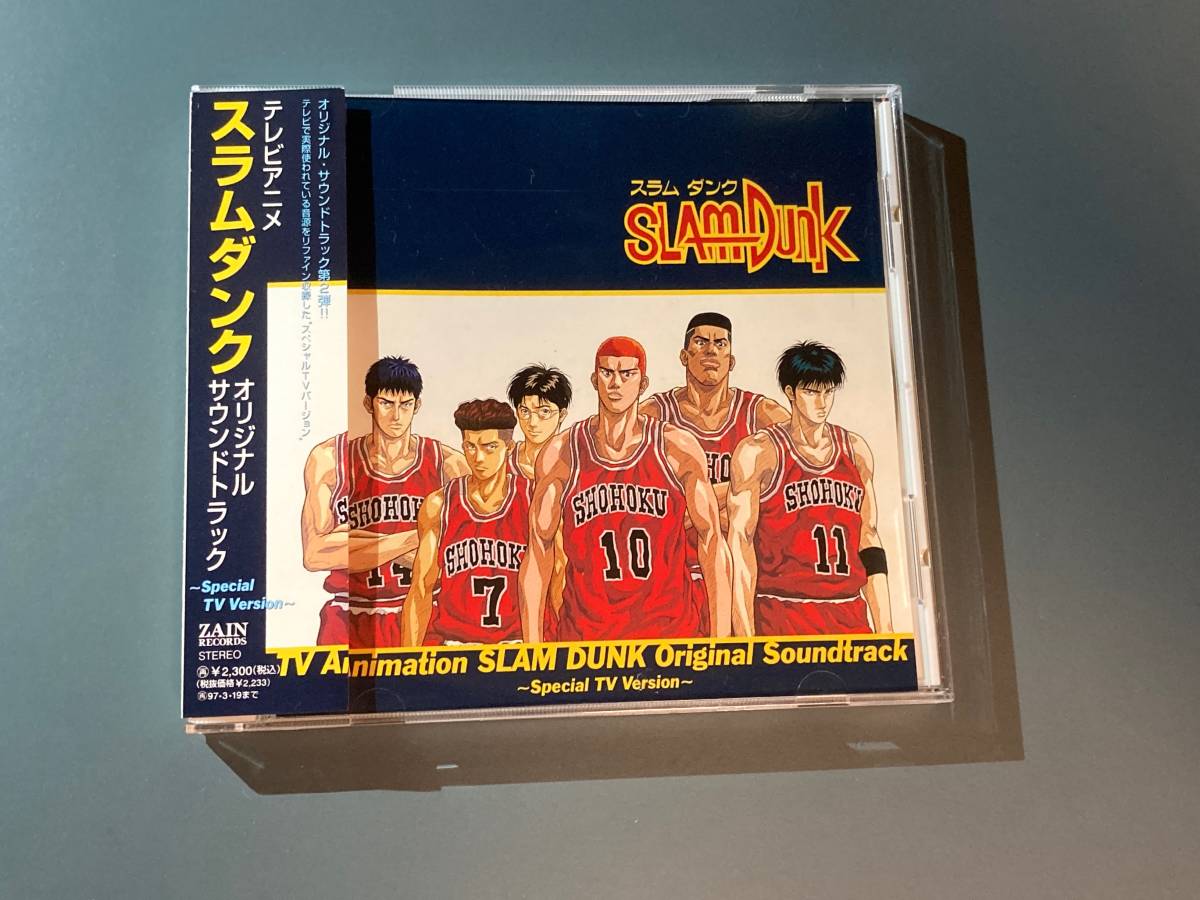 オリジナル・サウンドトラック第2弾!!
テレビで実際使われている音源をリファイン収録した"スペシャルTVバージョン"
テレビアニメ
スラムダンク
オリジナル
サウンドトラック
~Special
TV Version~
ZAIN
RECORDS
STEREO
再¥2,300(税込)
(税抜価格¥2,233)
再97・3・19まで
スラム ダンク
SLAM DUNK
SHOHOKU
14
SHOHOKU
7
SHOHOKU
10
HO
SHOHOKU
11
TV Animation SLAM DUNK Original Soundtrack
~Special TV Version~